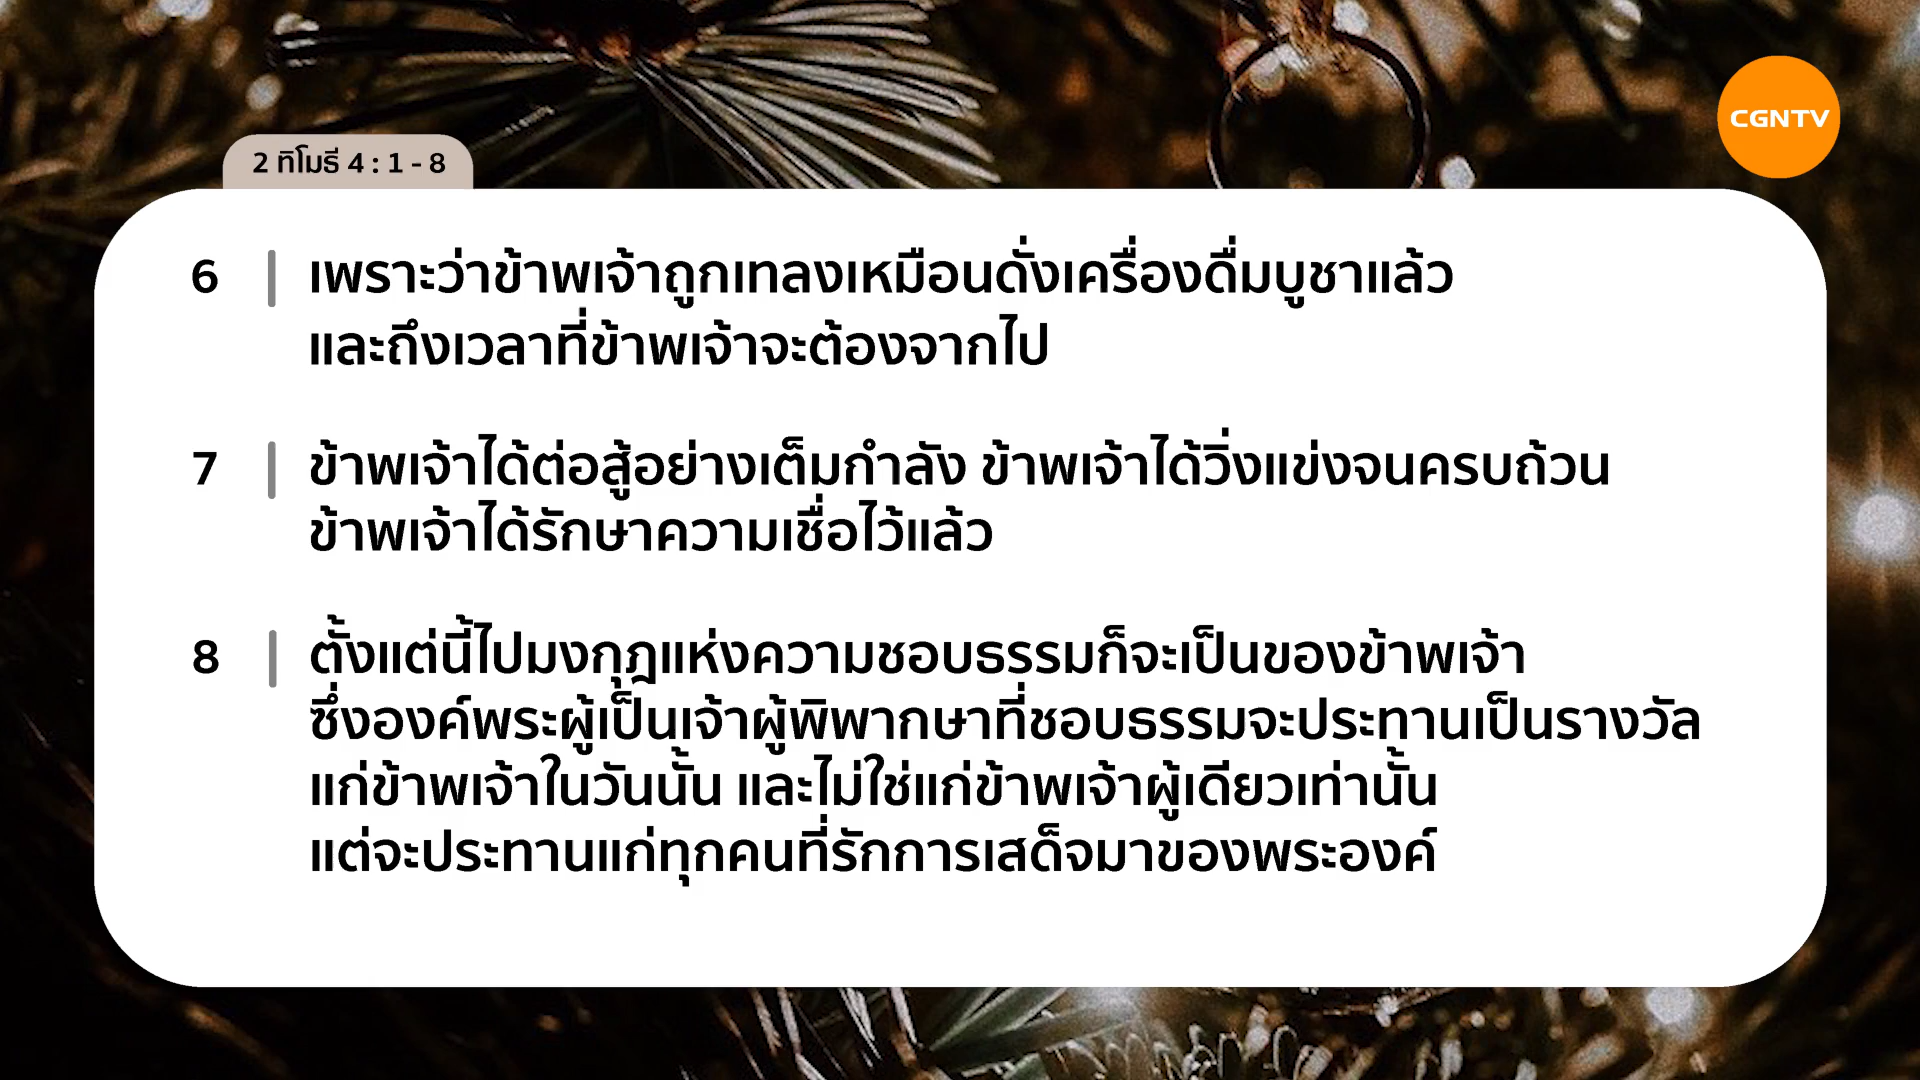 CGNTV
2 ทิโมธี 4 : 1 - 8
6 เพราะว่าข้าพเจ้าถูกเทลงเหมือนดั่งเครื่องดื่มบูชาแล้ว
และถึงเวลาที่ข้าพเจ้าจะต้องจากไป
7 ข้าพเจ้าได้ต่อสู้อย่างเต็มกำลัง ข้าพเจ้าได้วิ่งแข่งจนครบถ้วน
ข้าพเจ้าได้รักษาความเชื่อไว้แล้ว
8 ตั้งแต่นี้ไปมงกุฎแห่งความชอบธรรมก็จะเป็นของข้าพเจ้า
ซึ่งองค์พระผู้เป็นเจ้าผู้พิพากษาที่ชอบธรรมจะประทานเป็นรางวัล
แก่ข้าพเจ้าในวันนั้น และไม่ใช่แก่ข้าพเจ้าผู้เดียวเท่านั้น
แต่จะประทานแก่ทุกคนที่รักการเสด็จมาของพระองค์